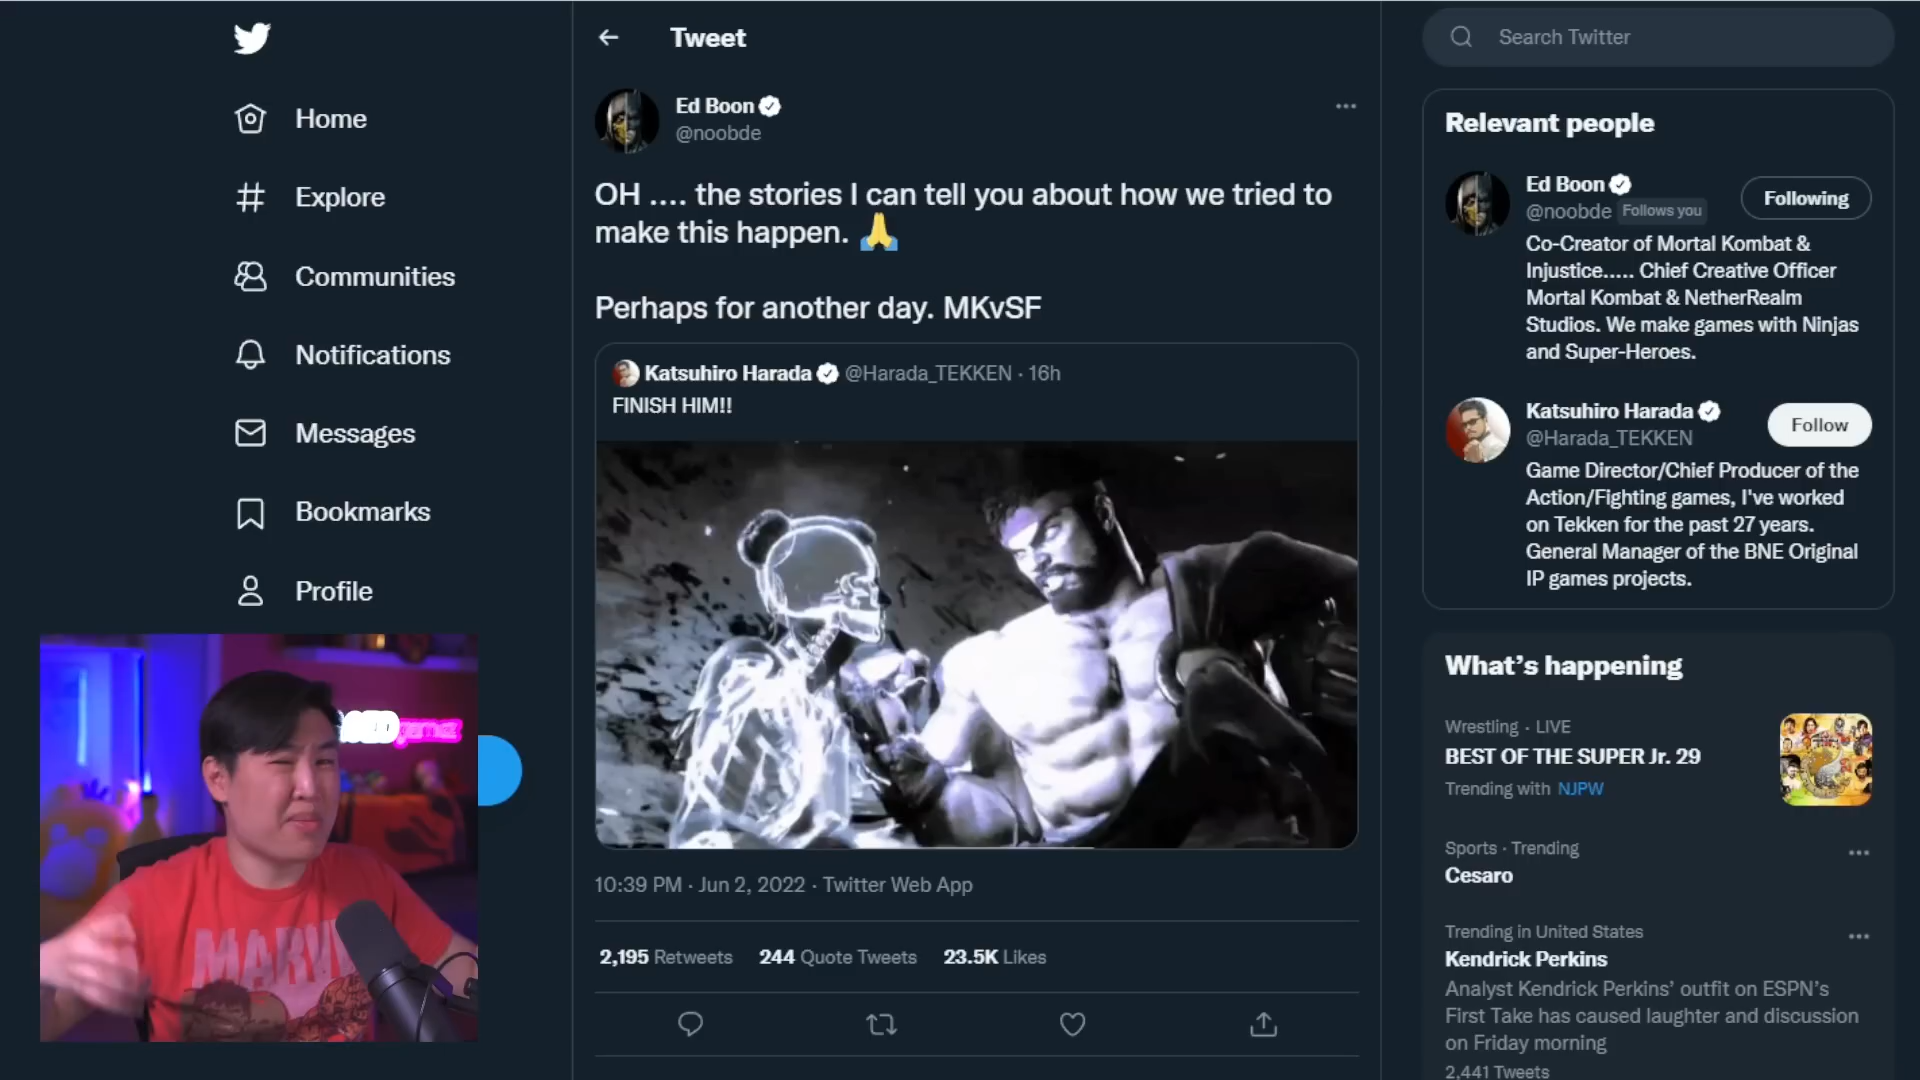 Home
Explore
Communities
Notifications
Messages
Bookmarks
Profile
Tweet
Ed Boon
@noobde
OH .... the stories I can tell you about how we tried to
make this happen. 🙏
Perhaps for another day. MKvSF
Katsuhiro Harada @Harada_TEKKEN · 16h
FINISH HIM!!
10:39 PM · Jun 2, 2022 · Twitter Web App
2,195 Retweets 244 Quote Tweets 23.5K Likes
Search Twitter
Relevant people
Ed Boon
@noobde Follows you
Following
Co-Creator of Mortal Kombat &
Injustice..... Chief Creative Officer
Mortal Kombat & NetherRealm
Studios. We make games with Ninjas
and Super-Heroes.
Katsuhiro Harada
@Harada_TEKKEN
Follow
Game Director/Chief Producer of the
Action/Fighting games, I've worked
on Tekken for the past 27 years.
General Manager of the BNE Original
IP games projects.
What's happening
Wrestling · LIVE
BEST OF THE SUPER Jr. 29
Trending with NJPW
Sports · Trending
Cesaro
Trending in United States
Kendrick Perkins
Analyst Kendrick Perkins' outfit on ESPN's
First Take has caused laughter and discussion
on Friday morning
2,441 Tweets